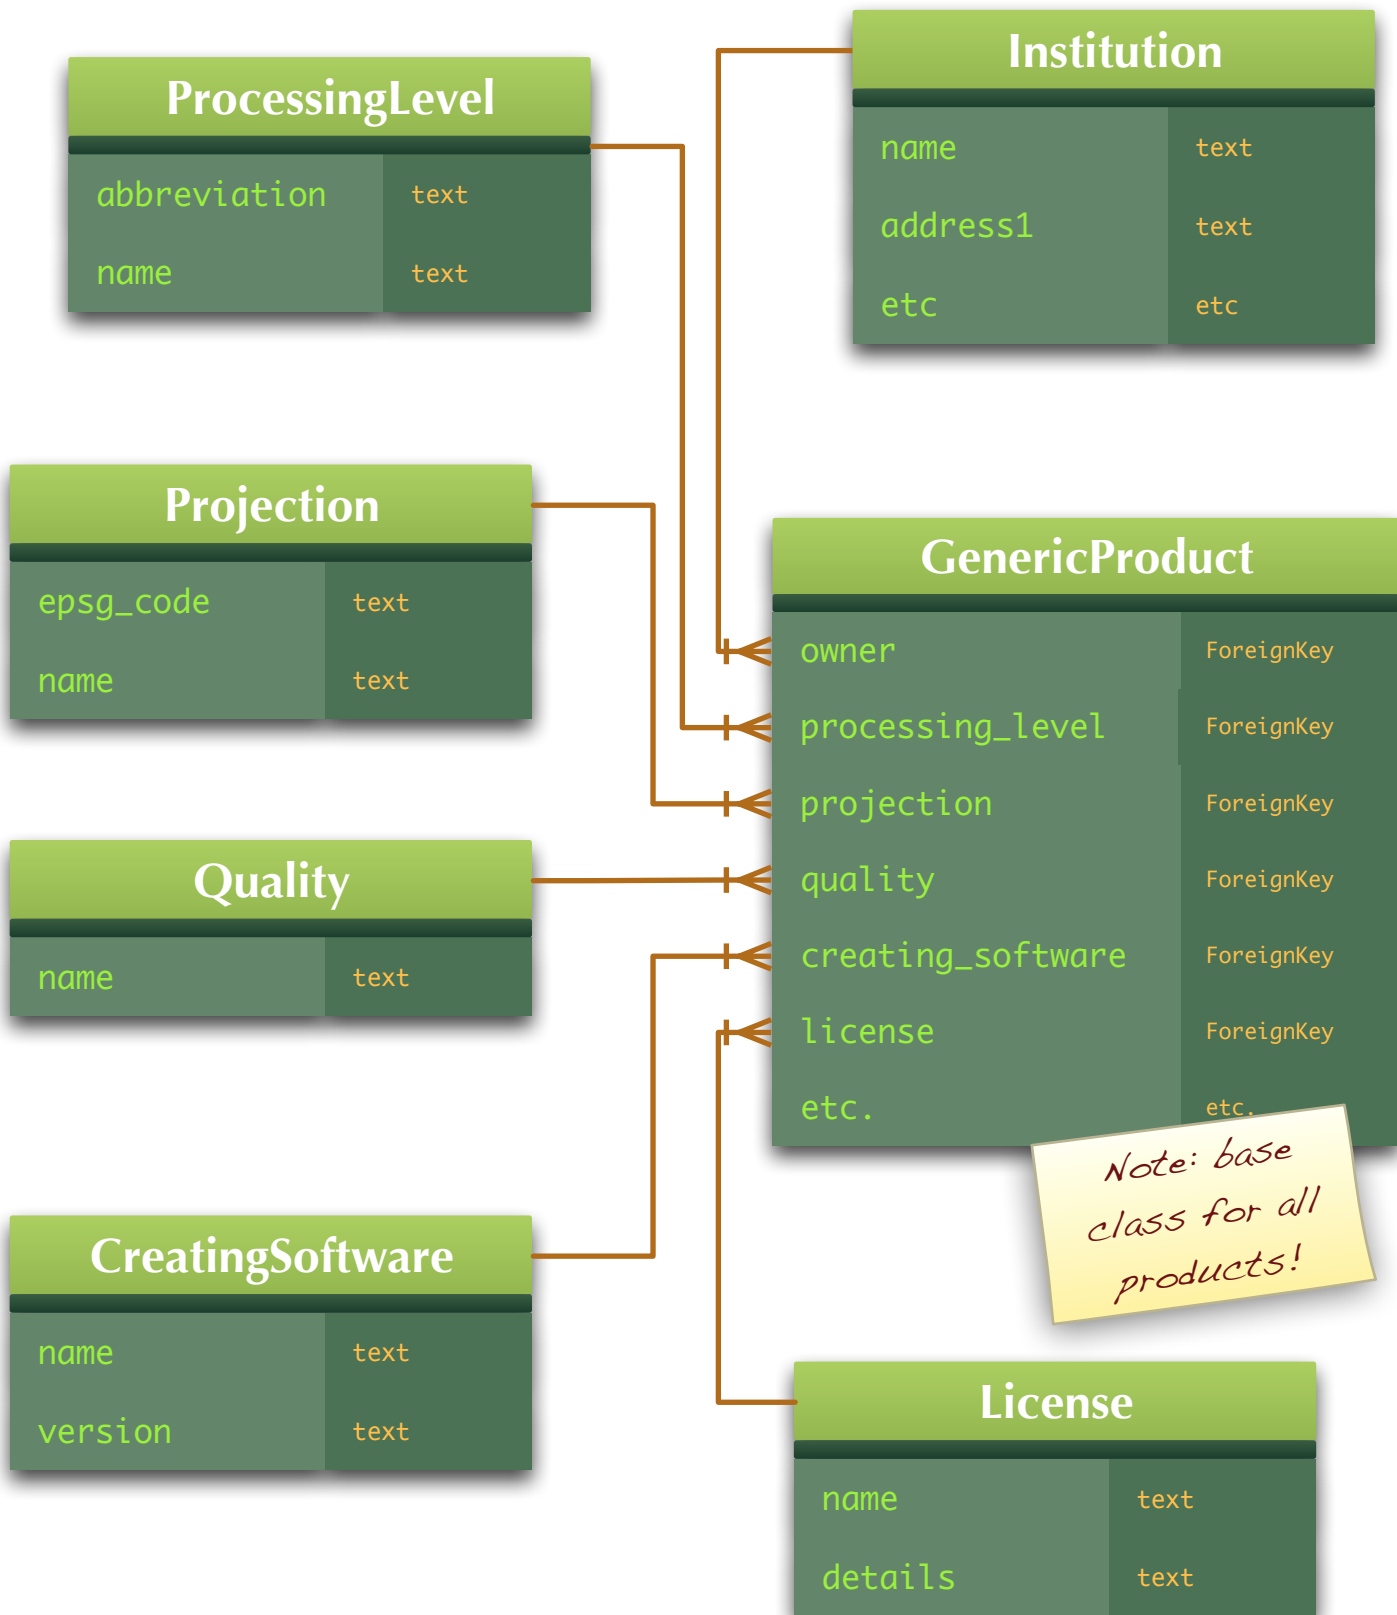 ProcessingLevel
abbreviation text
name text
Institution
name text
address1 text
etc etc
Projection
epsg_code text
name text
GenericProduct
owner ForeignKey
processing_level ForeignKey
projection ForeignKey
quality ForeignKey
creating_software ForeignKey
license ForeignKey
etc. etc.
Note: base
class for all
products!
Quality
name text
CreatingSoftware
name text
version text
License
name text
details text